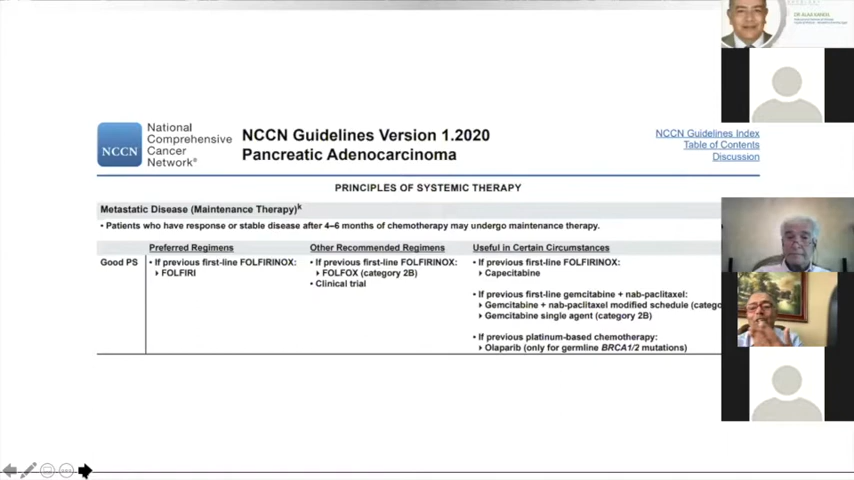 DR ALAA KANDIL
National
Comprehensive
Cancer
Network®
NCCN
NCCN Guidelines Version 1.2020
Pancreatic Adenocarcinoma
NCCN Guidelines Index
Table of Contents
Discussion
PRINCIPLES OF SYSTEMIC THERAPY
Metastatic Disease (Maintenance Therapy)k
• Patients who have response or stable disease after 4–6 months of chemotherapy may undergo maintenance therapy.
Preferred Regimens Other Recommended Regimens Useful in Certain Circumstances
Good PS
• If previous first-line FOLFIRINOX:
FOLFIRI
• If previous first-line FOLFIRINOX:
FOLFOX (category 2B)
• Clinical trial
• If previous first-line FOLFIRINOX:
Capecitabine
• If previous first-line gemcitabine + nab-paclitaxel:
Gemcitabine + nab-paclitaxel modified schedule (catego
Gemcitabine single agent (category 2B)
• If previous platinum-based chemotherapy:
Olaparib (only for germline BRCA1/2 mutations)